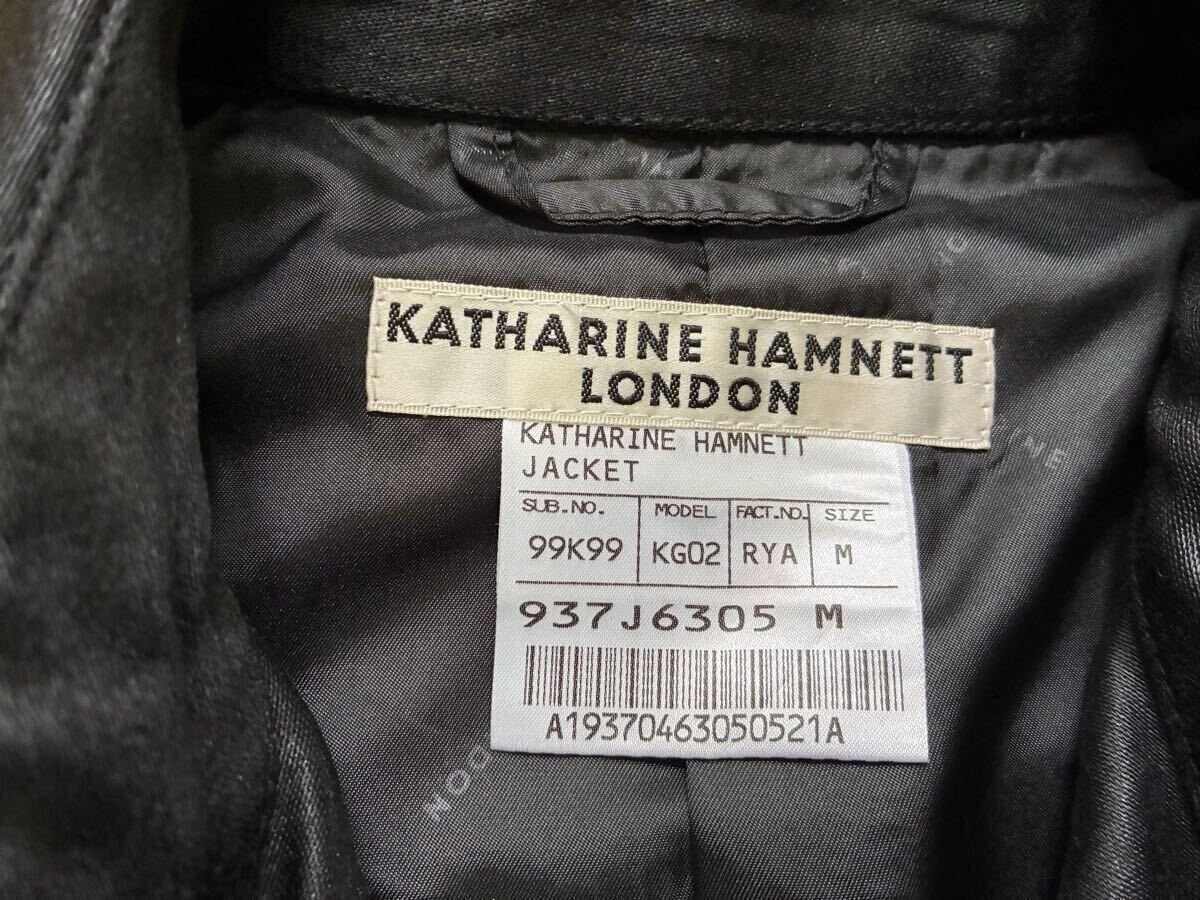 KATHARINE HAMNETT
LONDON
KATHARINE HAMNETT
JACKET
SUB.NO. MODEL FACT.NO. SIZE
99K99 KG02 RYA M
937J6305 M
A19370463050521A